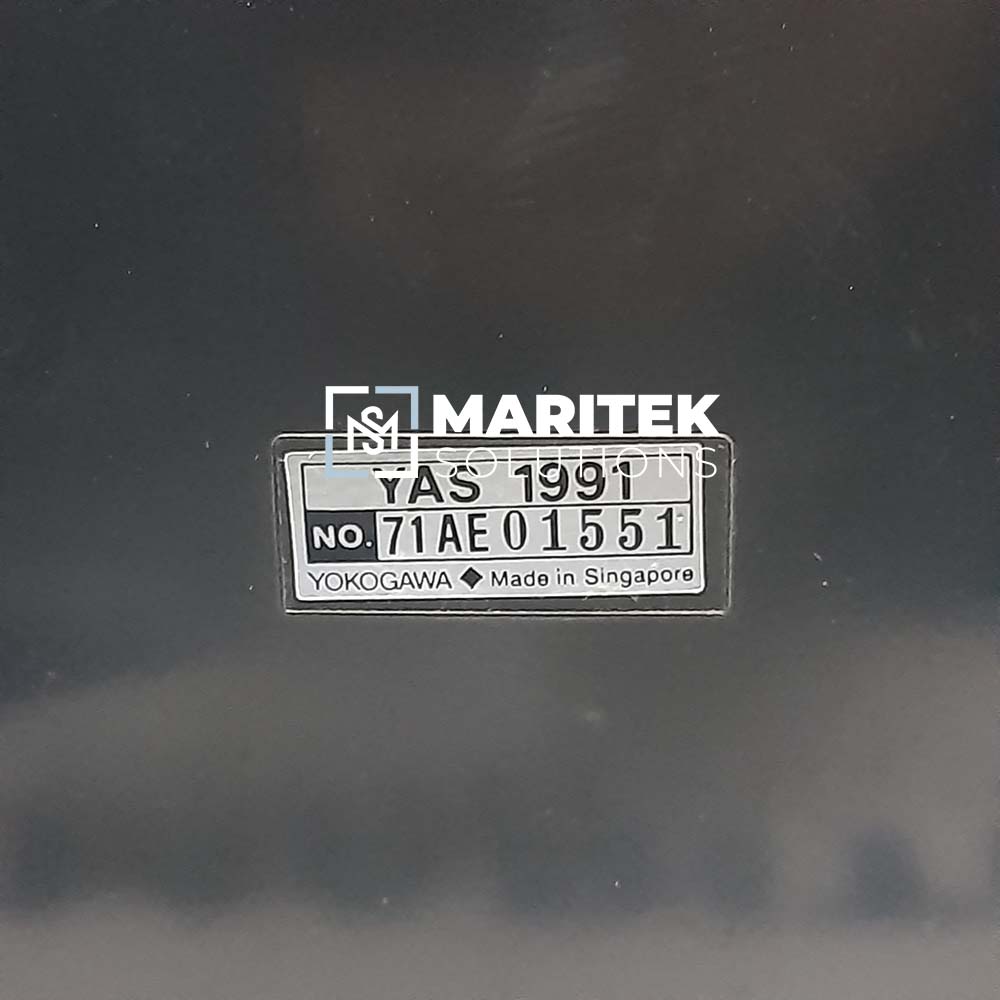 MARITEK
SOLUTIONS
YAS 1991
NO. 71AE01551
YOKOGAWA ◆ Made in Singapore